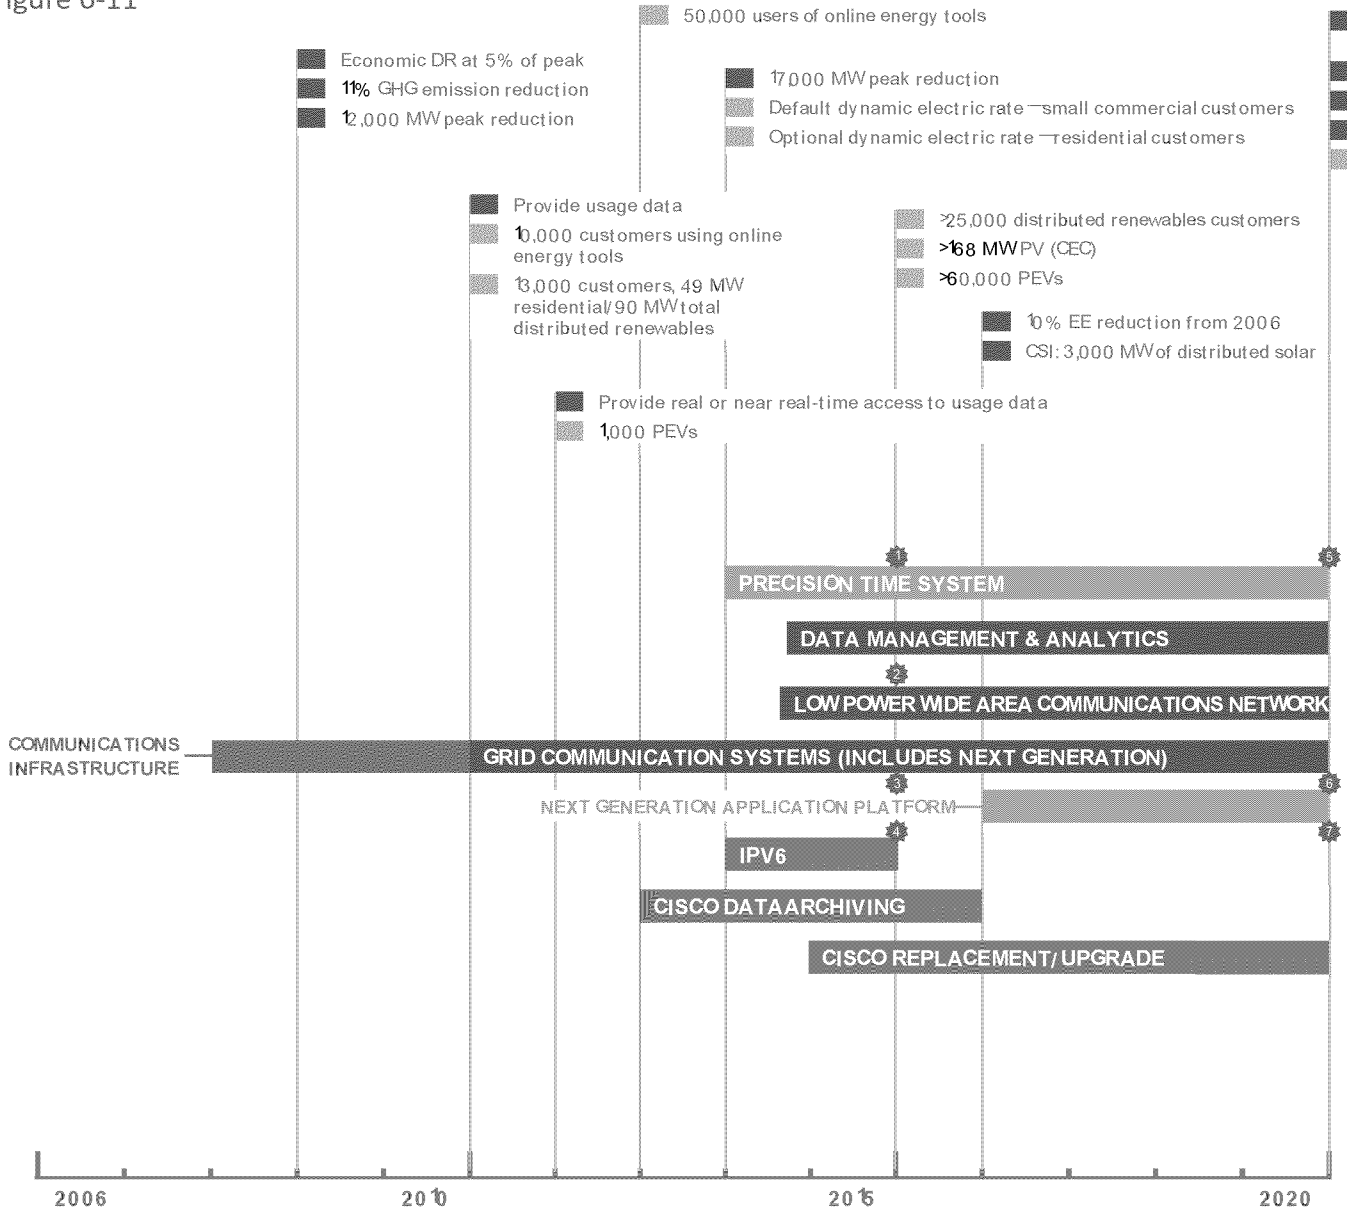 igure 6-11
50,000 users of online energy tools
Economic DR at 5% of peak
11% GHG emission reduction
12,000 MW peak reduction
17,000 MW peak reduction
Default dynamic electric rate—small commercial customers
Optional dynamic electric rate—residential customers
Provide usage data
10,000 customers using online
energy tools
13,000 customers, 49 MW
residential/90 MW total
distributed renewables
>25,000 distributed renewables customers
>168 MW PV (CEC)
>60,000 PEVs
10% EE reduction from 2006
CSI: 3,000 MW of distributed solar
Provide real or near real-time access to usage data
1,000 PEVs
1
5
PRECISION TIME SYSTEM
DATA MANAGEMENT & ANALYTICS
2
LOW POWER WIDE AREA COMMUNICATIONS NETWORK
COMMUNICATIONS
INFRASTRUCTURE
GRID COMMUNICATION SYSTEMS (INCLUDES NEXT GENERATION)
3
6
NEXT GENERATION APPLICATION PLATFORM
4
7
IPV6
CISCO DATA ARCHIVING
CISCO REPLACEMENT/ UPGRADE
2006
2010
2015
2020